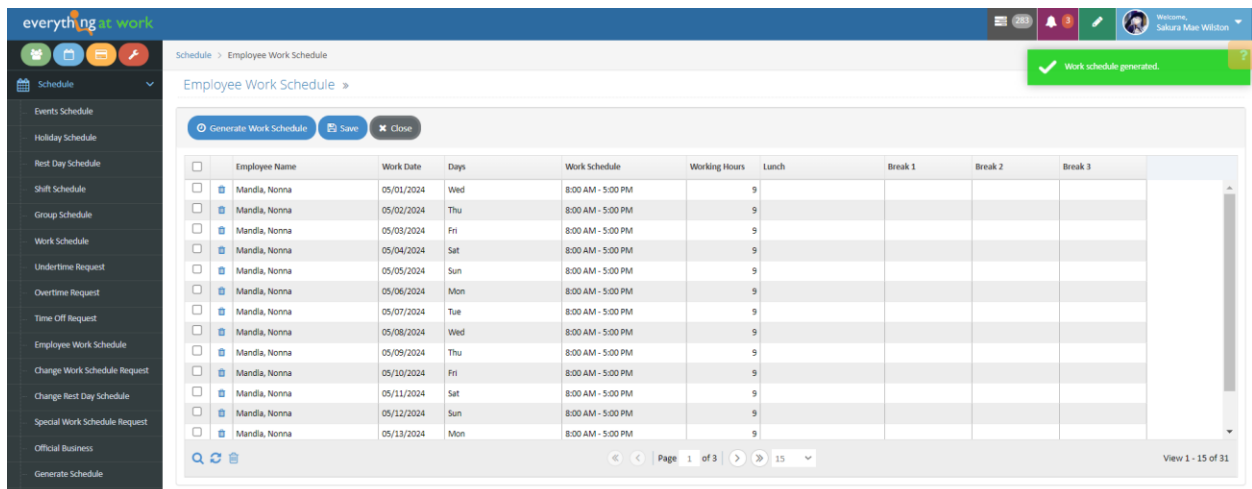 everything at work
283
3
Welcome,
Sakura Mae Wilston
Schedule > Employee Work Schedule
?
Work schedule generated.
Schedule
Employee Work Schedule »
Events Schedule
Holiday Schedule
Rest Day Schedule
Shift Schedule
Group Schedule
Work Schedule
Undertime Request
Overtime Request
Time Off Request
Employee Work Schedule
Change Work Schedule Request
Change Rest Day Schedule
Special Work Schedule Request
Official Business
Generate Schedule
Generate Work Schedule Save Close
Employee Name Work Date Days Work Schedule Working Hours Lunch Break 1 Break 2 Break 3
Mandla, Nonna 05/01/2024 Wed 8:00 AM - 5:00 PM 9
Mandla, Nonna 05/02/2024 Thu 8:00 AM - 5:00 PM 9
Mandla, Nonna 05/03/2024 Fri 8:00 AM - 5:00 PM 9
Mandla, Nonna 05/04/2024 Sat 8:00 AM - 5:00 PM 9
Mandla, Nonna 05/05/2024 Sun 8:00 AM - 5:00 PM 9
Mandla, Nonna 05/06/2024 Mon 8:00 AM - 5:00 PM 9
Mandla, Nonna 05/07/2024 Tue 8:00 AM - 5:00 PM 9
Mandla, Nonna 05/08/2024 Wed 8:00 AM - 5:00 PM 9
Mandla, Nonna 05/09/2024 Thu 8:00 AM - 5:00 PM 9
Mandla, Nonna 05/10/2024 Fri 8:00 AM - 5:00 PM 9
Mandla, Nonna 05/11/2024 Sat 8:00 AM - 5:00 PM 9
Mandla, Nonna 05/12/2024 Sun 8:00 AM - 5:00 PM 9
Mandla, Nonna 05/13/2024 Mon 8:00 AM - 5:00 PM 9
Page 1 of 3 15
View 1 - 15 of 31